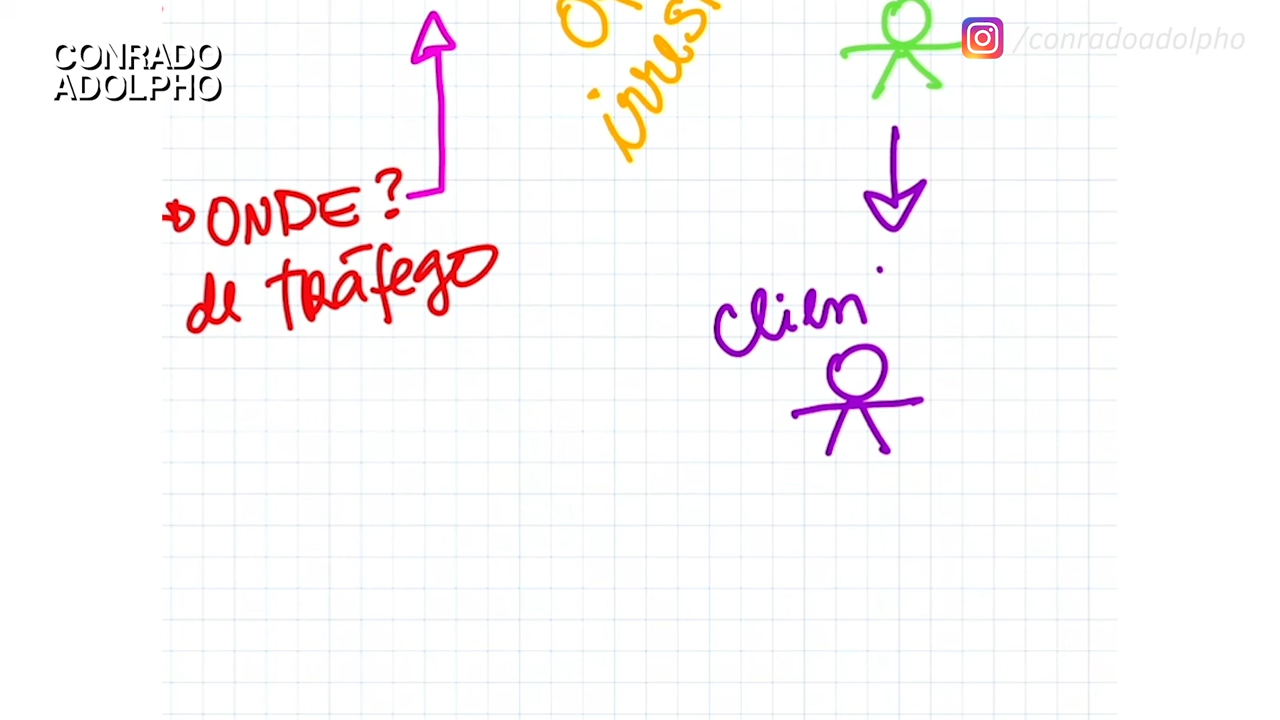 CONRADO
ADOLPHO
/conradoadolpho
ONDE?
de tráfego
Clien